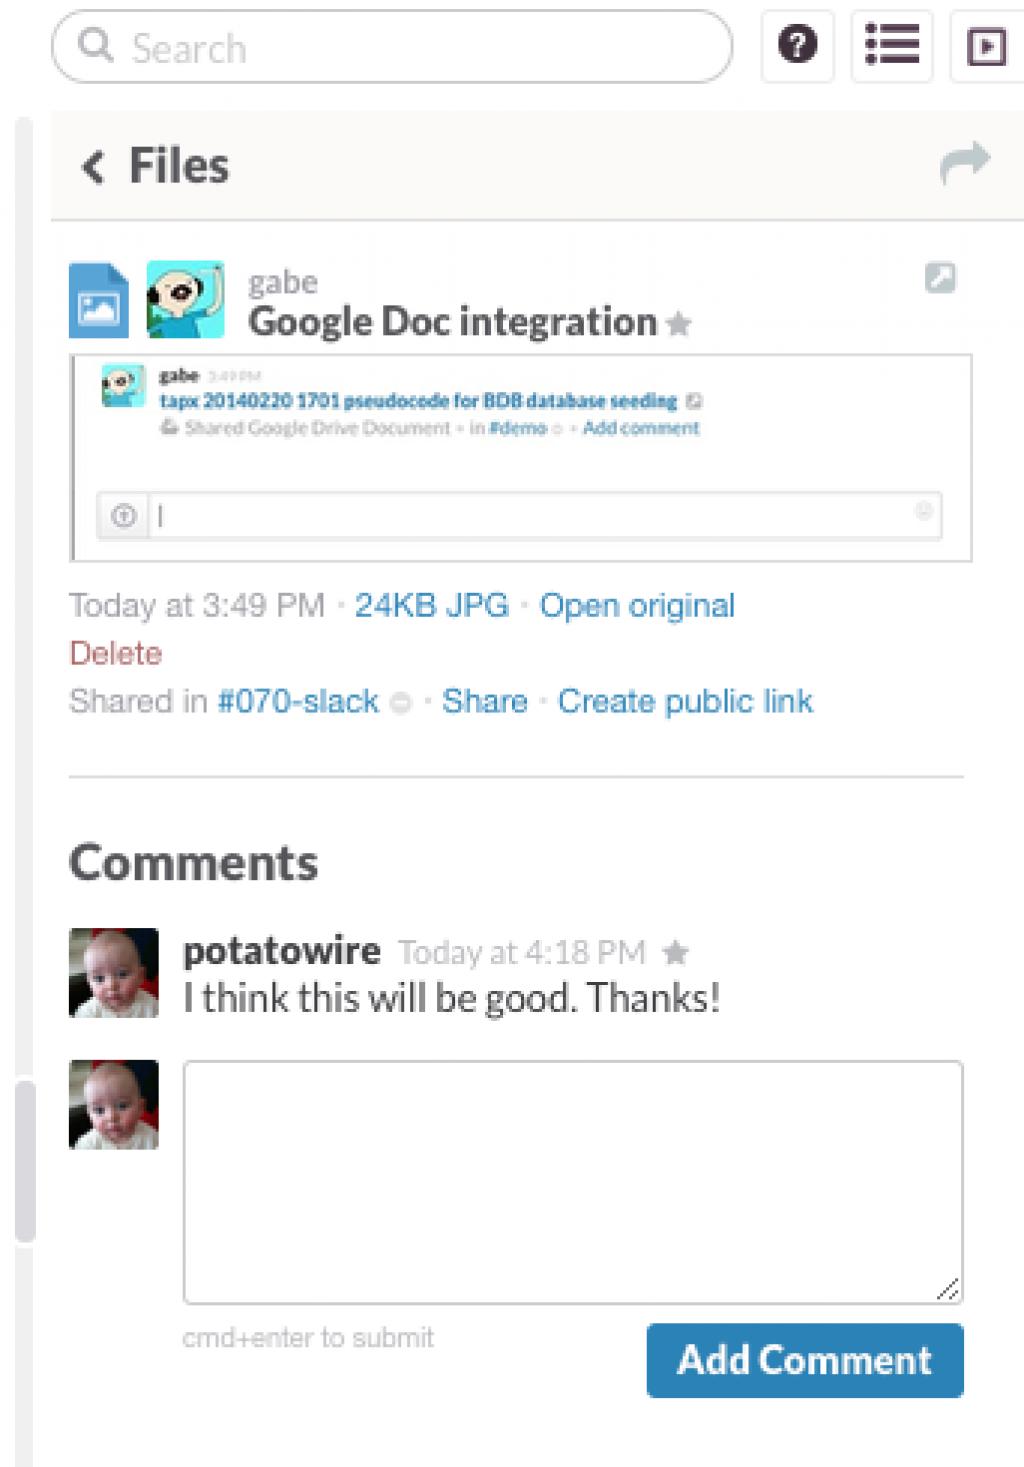 Search
Files
gabe
Google Doc integration
gabe 3:49 PM
tapx 20140220 1701 pseudocode for BDB database seeding
Shared Google Drive Document • in #demo • Add comment
Today at 3:49 PM · 24KB JPG · Open original
Delete
Shared in #070-slack · Share · Create public link
Comments
potatowire Today at 4:18 PM
I think this will be good. Thanks!
cmd+enter to submit
Add Comment